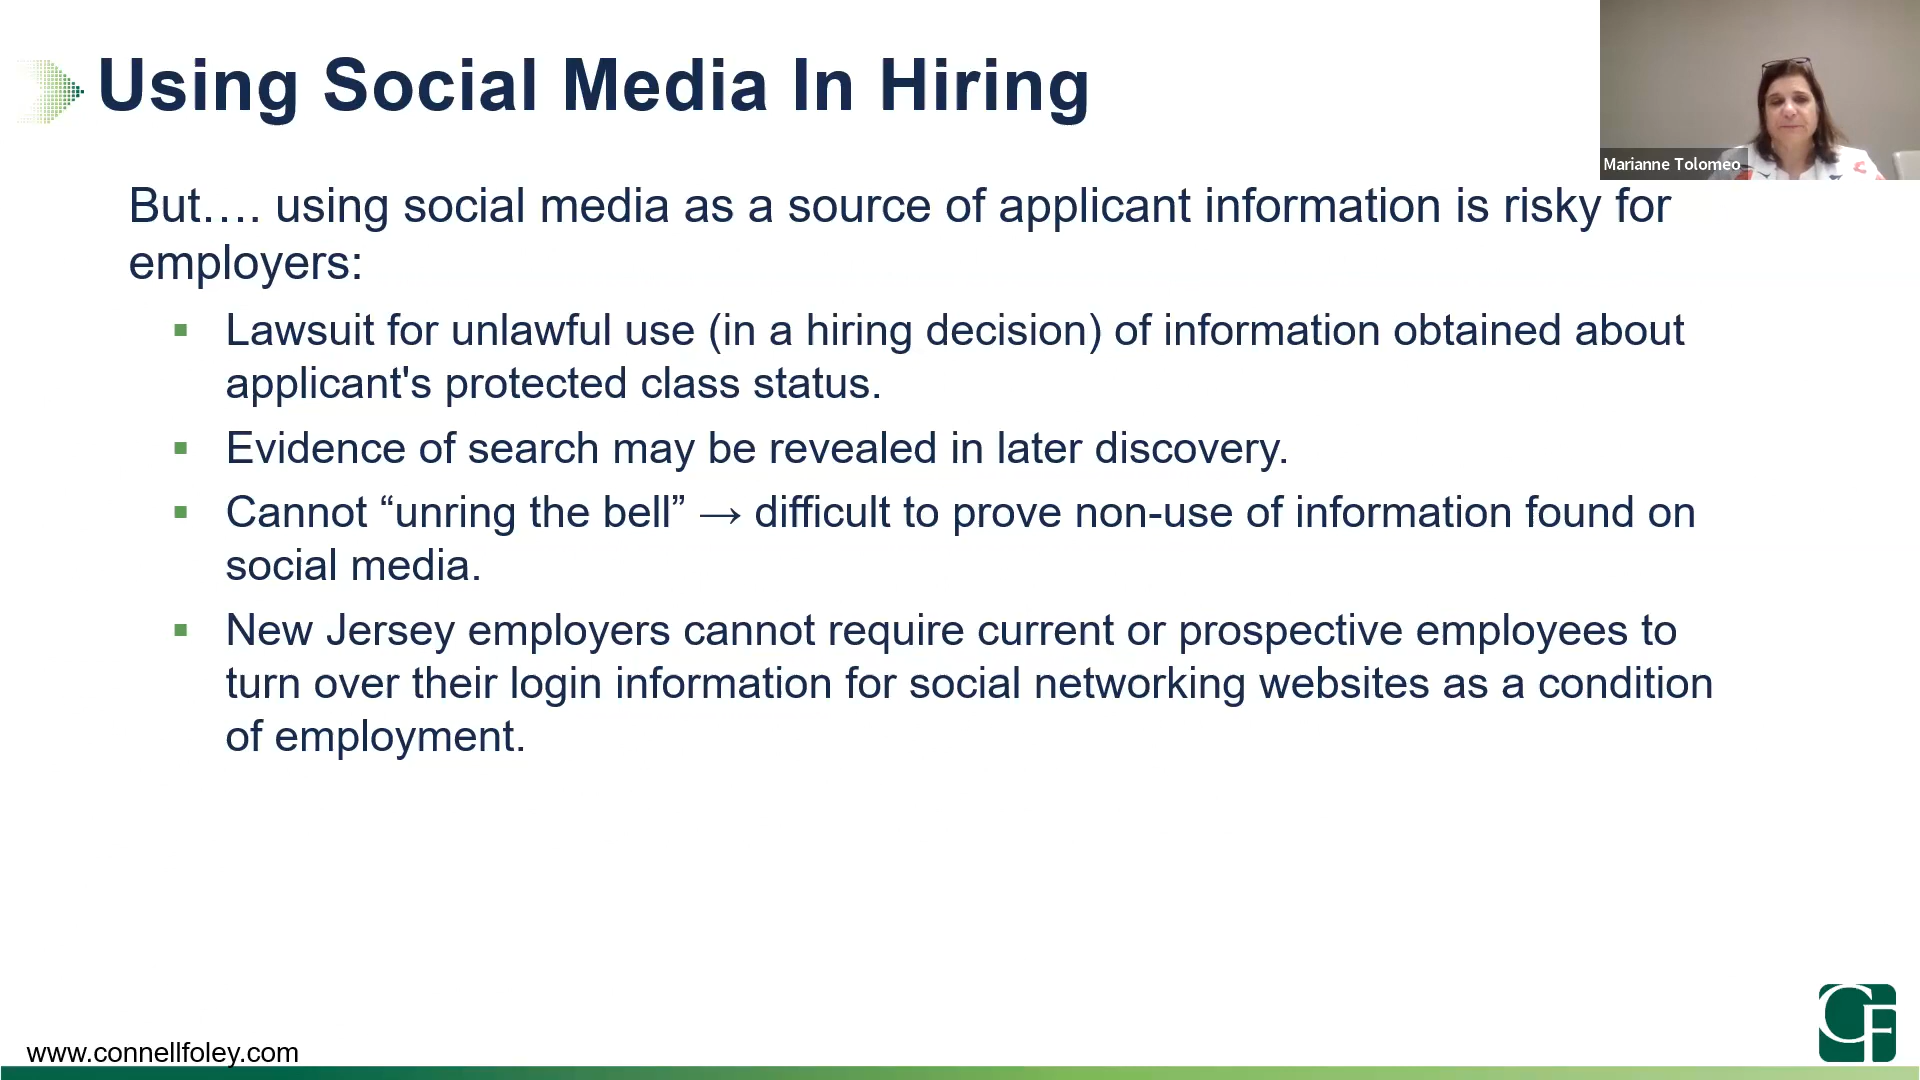 Using Social Media In Hiring
Marianne Tolomeo
But…. using social media as a source of applicant information is risky for
employers:
▪ Lawsuit for unlawful use (in a hiring decision) of information obtained about
applicant's protected class status.
▪ Evidence of search may be revealed in later discovery.
▪ Cannot “unring the bell” → difficult to prove non-use of information found on
social media.
▪ New Jersey employers cannot require current or prospective employees to
turn over their login information for social networking websites as a condition
of employment.
CF
www.connellfoley.com